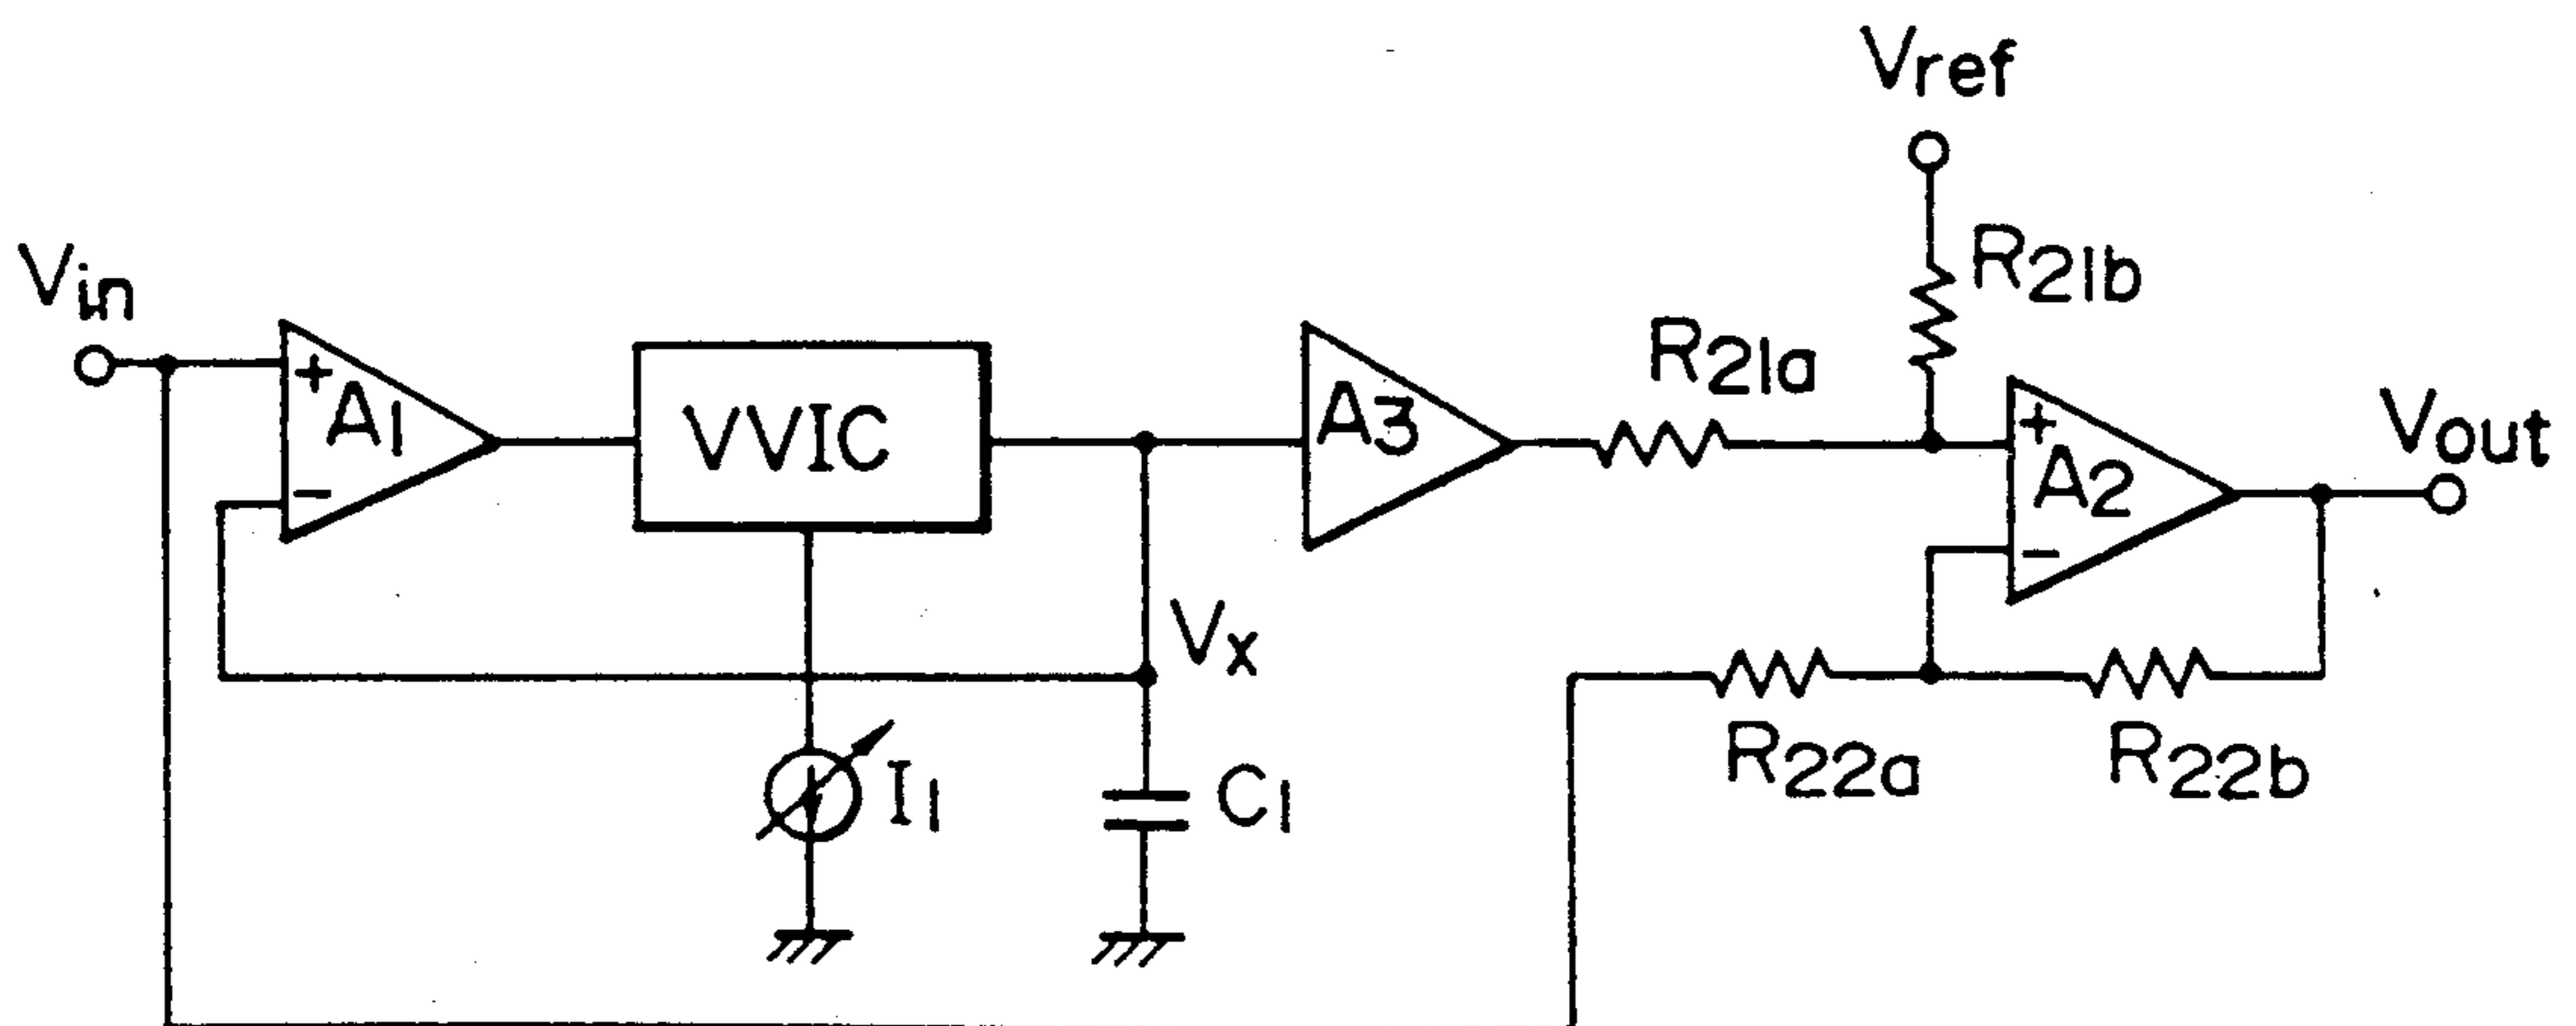 Vref
Vin
+
A1
−
VVIC
A3
R21a
R21b
+
A2
−
Vout
Vx
I1
C1
R22a
R22b